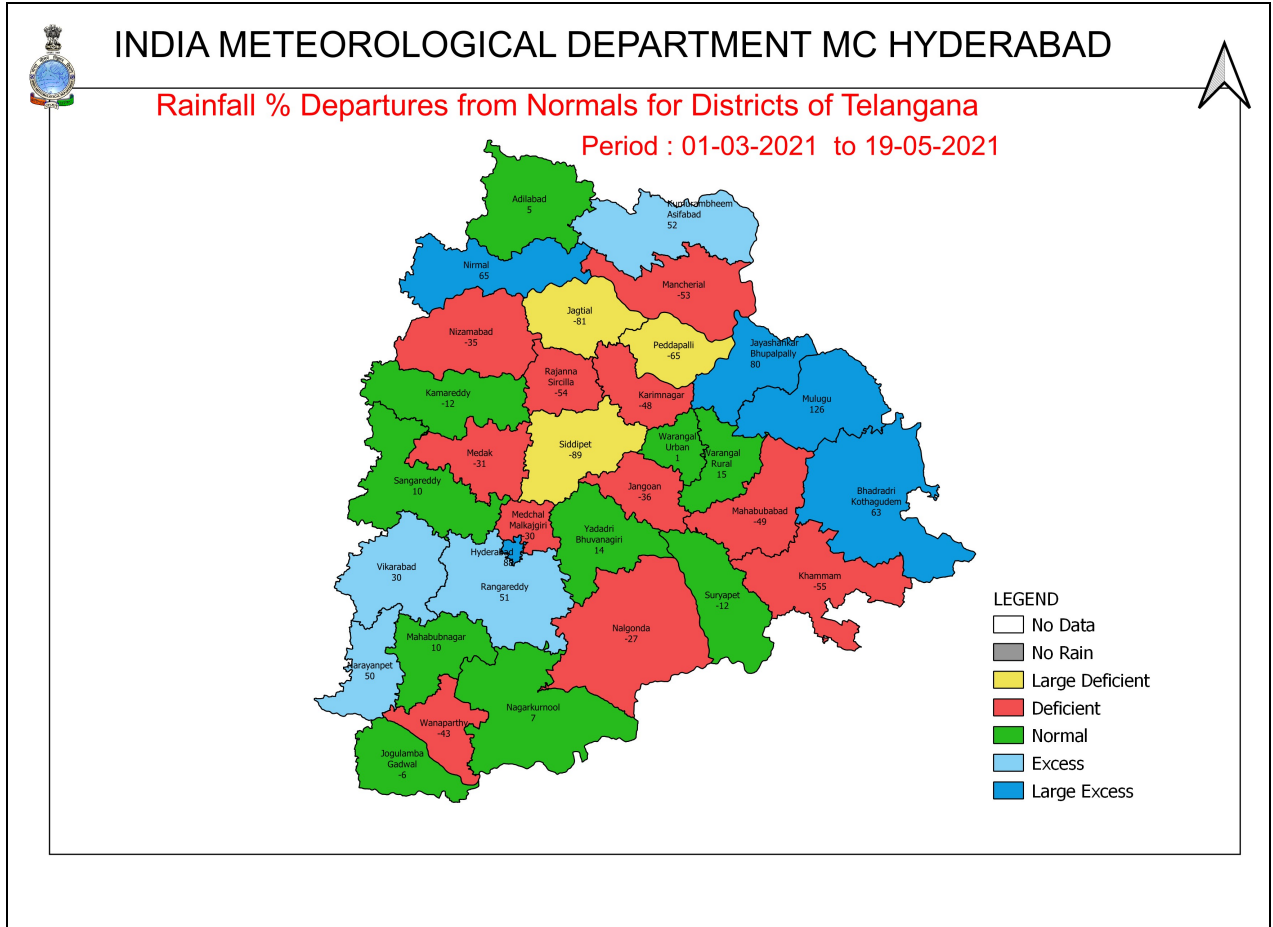 INDIA METEOROLOGICAL DEPARTMENT MC HYDERABAD
Rainfall % Departures from Normals for Districts of Telangana
Period : 01-03-2021 to 19-05-2021
Adilabad
5
Kumurambheem
Asifabad
52
Nirmal
65
Mancherial
-53
Jagtial
-81
Nizamabad
-35
Peddapalli
-65
Jayashankar
Bhupalpally
80
Rajanna
Sircilla
-54
Karimnagar
-48
Kamareddy
-12
Mulugu
126
Siddipet
-89
Warangal
Urban
1
Warangal
Rural
15
Medak
-31
Sangareddy
10
Jangoan
-36
Bhadradri
Kothagudem
63
Mahabubabad
-49
Medchal
Malkajgiri
-30
Yadadri
Bhuvanagiri
14
Hyderabad
Vikarabad
30
Rangareddy
51
Khammam
-55
Suryapet
-12
Nalgonda
-27
Mahabubnagar
10
Narayanpet
50
Nagarkurnool
7
Wanaparthy
-43
Jogulamba
Gadwal
-6
LEGEND
No Data
No Rain
Large Deficient
Deficient
Normal
Excess
Large Excess